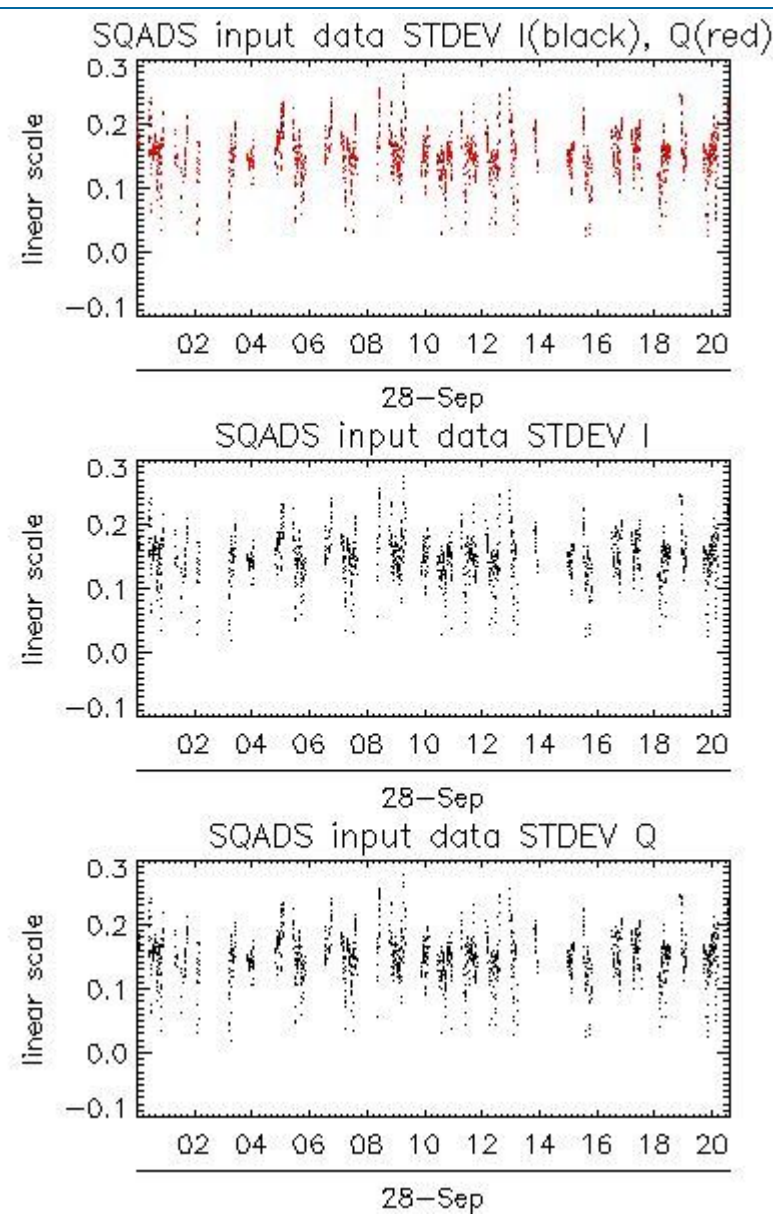 SQADS input data STDEV I(black), Q(red)
0.3
0.2
0.1
0.0
−0.1
linear scale
02 04 06 08 10 12 14 16 18 20
28−Sep
SQADS input data STDEV I
0.3
0.2
0.1
0.0
−0.1
linear scale
02 04 06 08 10 12 14 16 18 20
28−Sep
SQADS input data STDEV Q
0.3
0.2
0.1
0.0
−0.1
linear scale
02 04 06 08 10 12 14 16 18 20
28−Sep